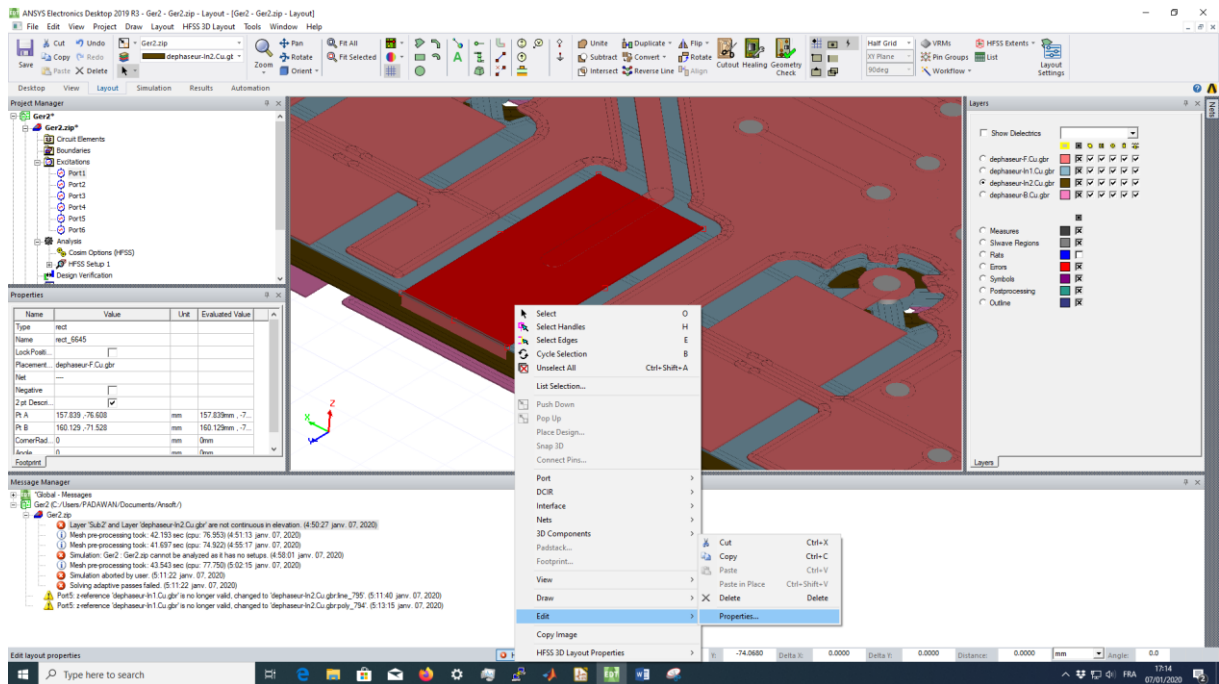 ANSYS Electronics Desktop 2019 R3 - Ger2 - Ger2.zip - Layout - [Ger2 - Ger2.zip - Layout]
File Edit View Project Draw Layout HFSS 3D Layout Tools Window Help
Save
Cut Undo
Copy Redo
Paste Delete
Ger2.zip
dephaseur-In2.Cu.gt
Zoom
Pan
Rotate
Orient
Fit All
Fit Selected
Unite Duplicate Flip
Subtract Convert Rotate
Intersect Reverse Line Align
Cutout Healing Geometry Check
Half Grid
XY Plane
90deg
VRMs
Pin Groups
Workflow
HFSS Extents
List
Layout Settings
Desktop View Layout Simulation Results Automation
Project Manager
Ger2*
Ger2.zip*
Circuit Elements
Boundaries
Excitations
Port1
Port2
Port3
Port4
Port5
Port6
Analysis
Cosim Options (HFSS)
HFSS Setup 1
Design Verification
Properties
Name Value Unit Evaluated Value
Type rect
Name rect_6645
LockPositi...
Placement... dephaseur-F.Cu.gbr
Net ---
Negative
2 pt Descri...
Pt A 157.839 ,-76.608 mm 157.839mm , -7...
Pt B 160.129 ,-71.528 mm 160.129mm , -7...
CornerRad... 0 mm 0mm
Angle 0 0mm
Footprint
Z
X
Y
Select O
Select Handles H
Select Edges E
Cycle Selection B
Unselect All Ctrl+Shift+A
List Selection...
Push Down
Pop Up
Place Design...
Snap 3D
Connect Pins...
Port
DCIR
Interface
Nets
3D Components
Padstack...
Footprint...
View
Draw
Edit
Copy Image
HFSS 3D Layout Properties
Cut Ctrl+X
Copy Ctrl+C
Paste Ctrl+V
Paste in Place Ctrl+Shift+V
Delete Delete
Properties...
Layers
Nets
Show Dielectrics
dephaseur-F.Cu.gbr
dephaseur-In1.Cu.gbr
dephaseur-In2.Cu.gbr
dephaseur-B.Cu.gbr
Measures
SIwave Regions
Rats
Errors
Symbols
Postprocessing
Outline
Layers
Message Manager
*Global - Messages
Ger2 (C:/Users/PADAWAN/Documents/Ansoft/)
Ger2.zip
Layer 'Sub2' and Layer 'dephaseur-In2.Cu.gbr' are not continuous in elevation. (4:50:27 janv. 07, 2020)
Mesh pre-processing took: 42.193 sec (cpu: 76.953) (4:51:13 janv. 07, 2020)
Mesh pre-processing took: 41.697 sec (cpu: 74.922) (4:55:17 janv. 07, 2020)
Simulation: Ger2 : Ger2.zip cannot be analyzed as it has no setups. (4:58:01 janv. 07, 2020)
Mesh pre-processing took: 43.543 sec (cpu: 77.750) (5:02:15 janv. 07, 2020)
Simulation aborted by user. (5:11:22 janv. 07, 2020)
Solving adaptive passes failed. (5:11:22 janv. 07, 2020)
Port5: z-reference 'dephaseur-In1.Cu.gbr' is no longer valid, changed to 'dephaseur-In2.Cu.gbr:line_795'. (5:11:40 janv. 07, 2020)
Port5: z-reference 'dephaseur-In1.Cu.gbr' is no longer valid, changed to 'dephaseur-In2.Cu.gbr:poly_794'. (5:13:15 janv. 07, 2020)
Edit layout properties
Y: -74.0680 Delta X: 0.0000 Delta Y: 0.0000 Distance: 0.0000 mm Angle: 0.0
Type here to search
FRA
17:14
07/01/2020